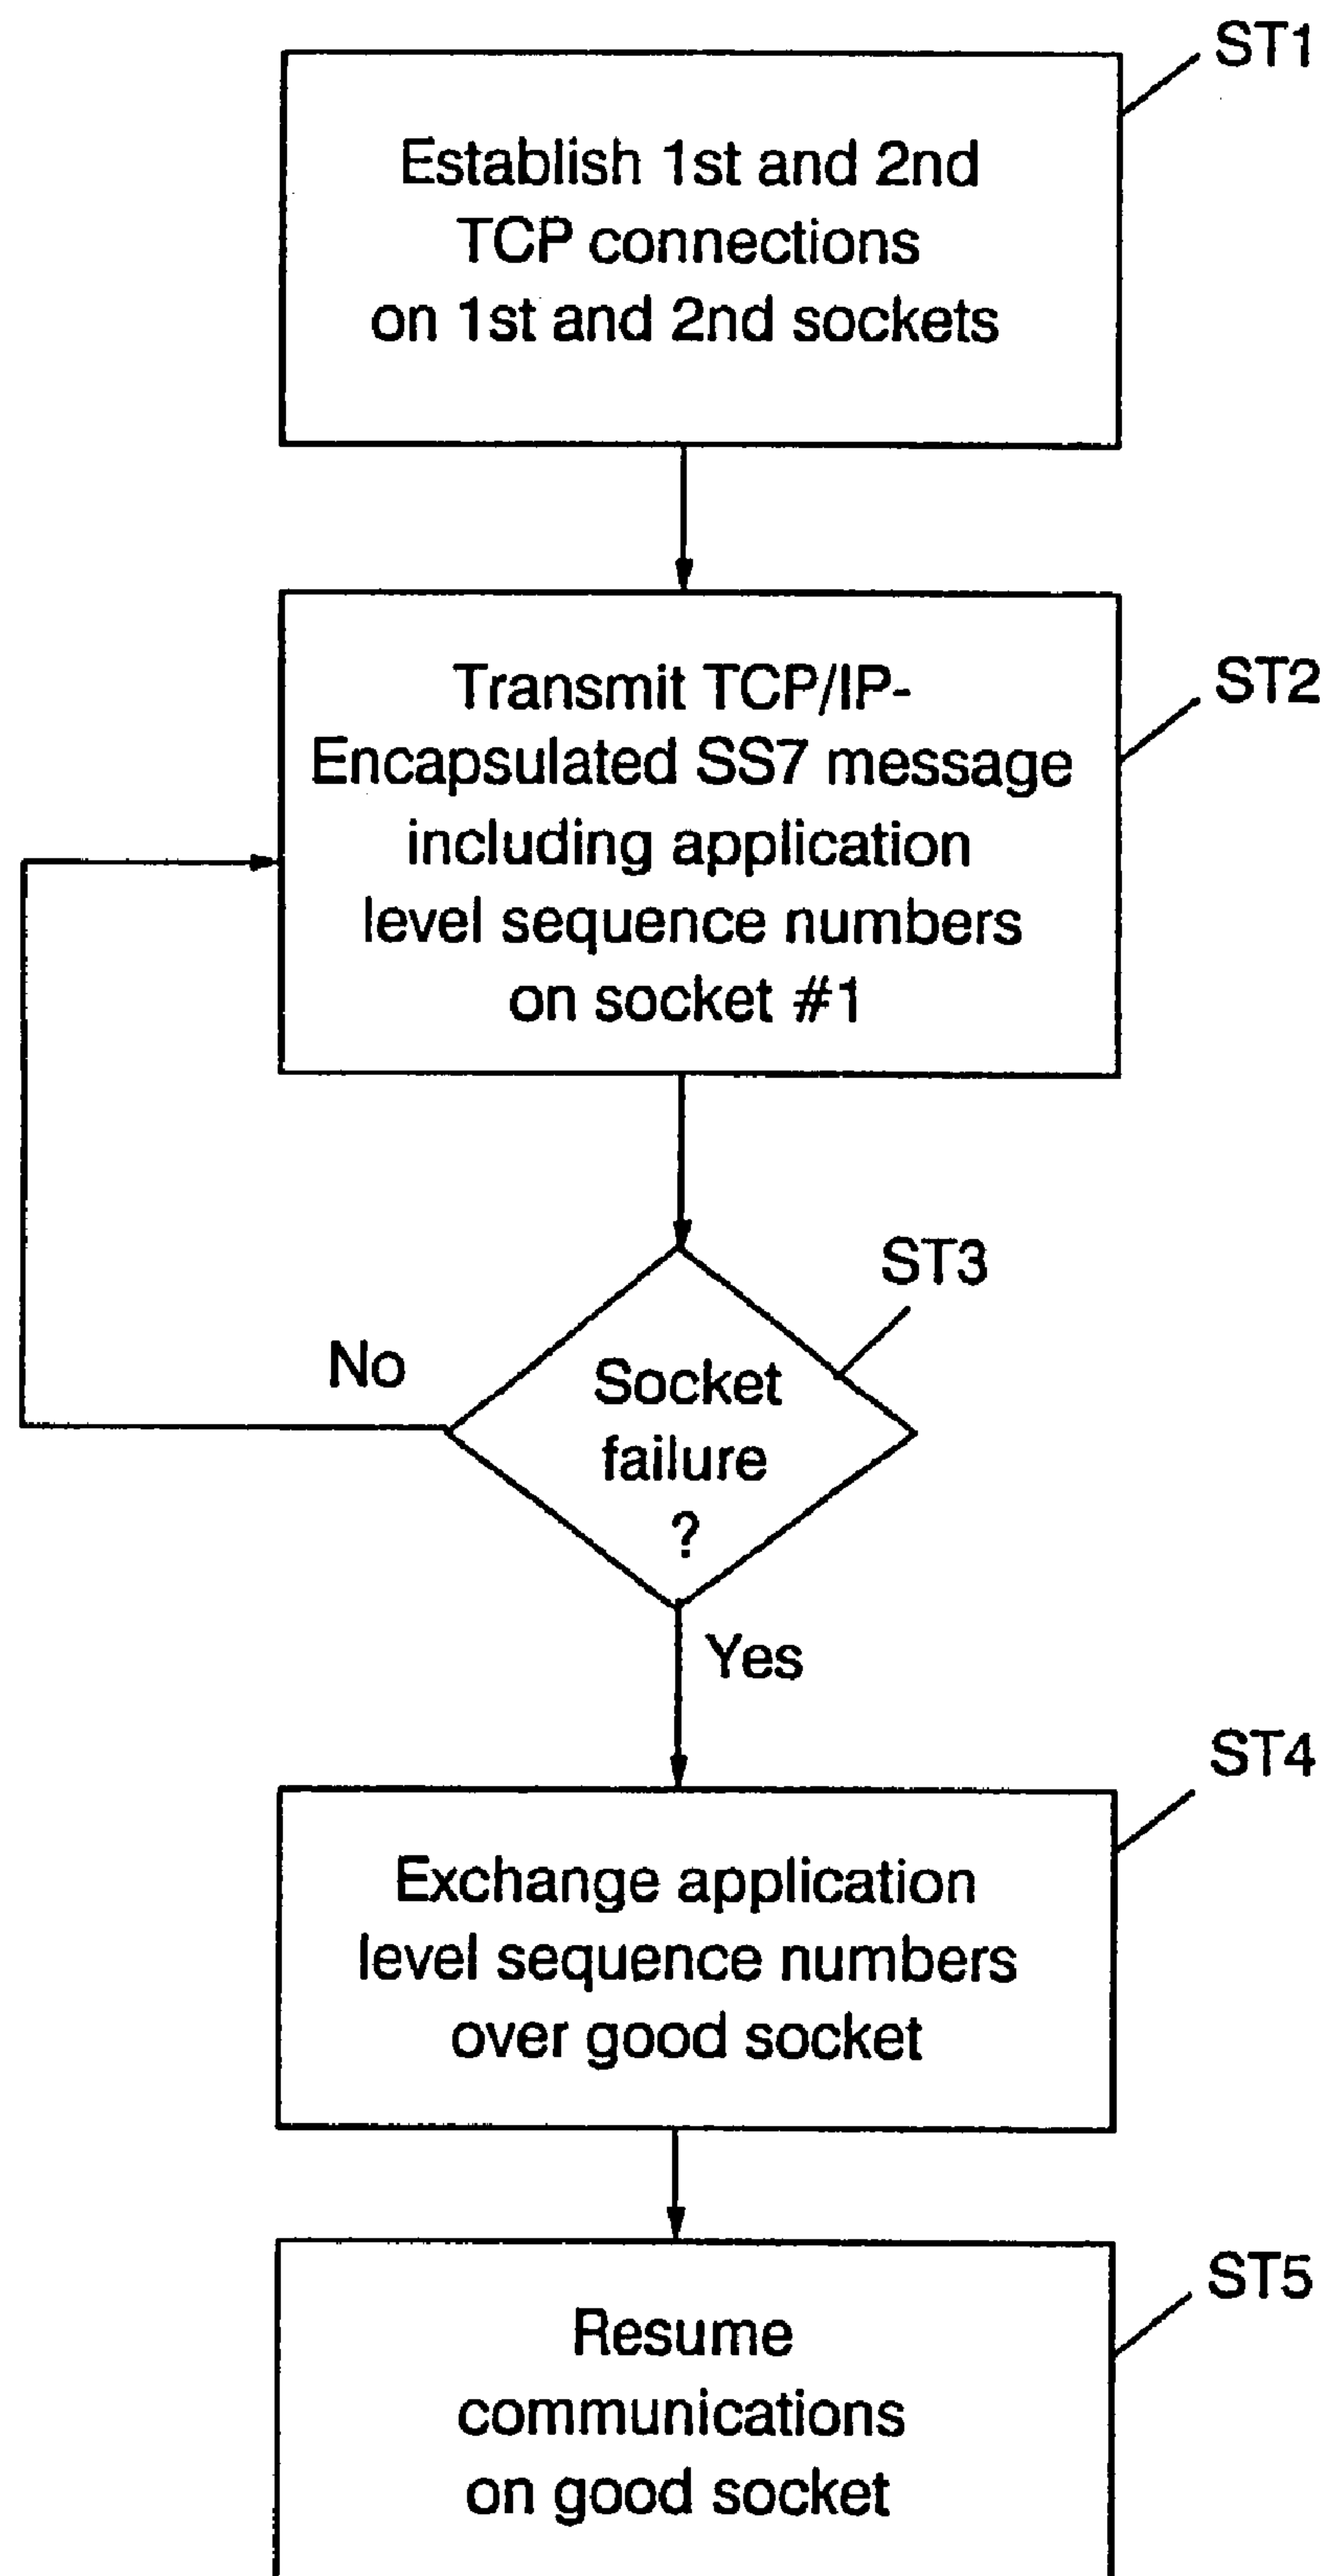 ST1
Establish 1st and 2nd
TCP connections
on 1st and 2nd sockets
ST2
Transmit TCP/IP-
Encapsulated SS7 message
including application
level sequence numbers
on socket #1
ST3
No
Socket
failure
?
Yes
ST4
Exchange application
level sequence numbers
over good socket
ST5
Resume
communications
on good socket